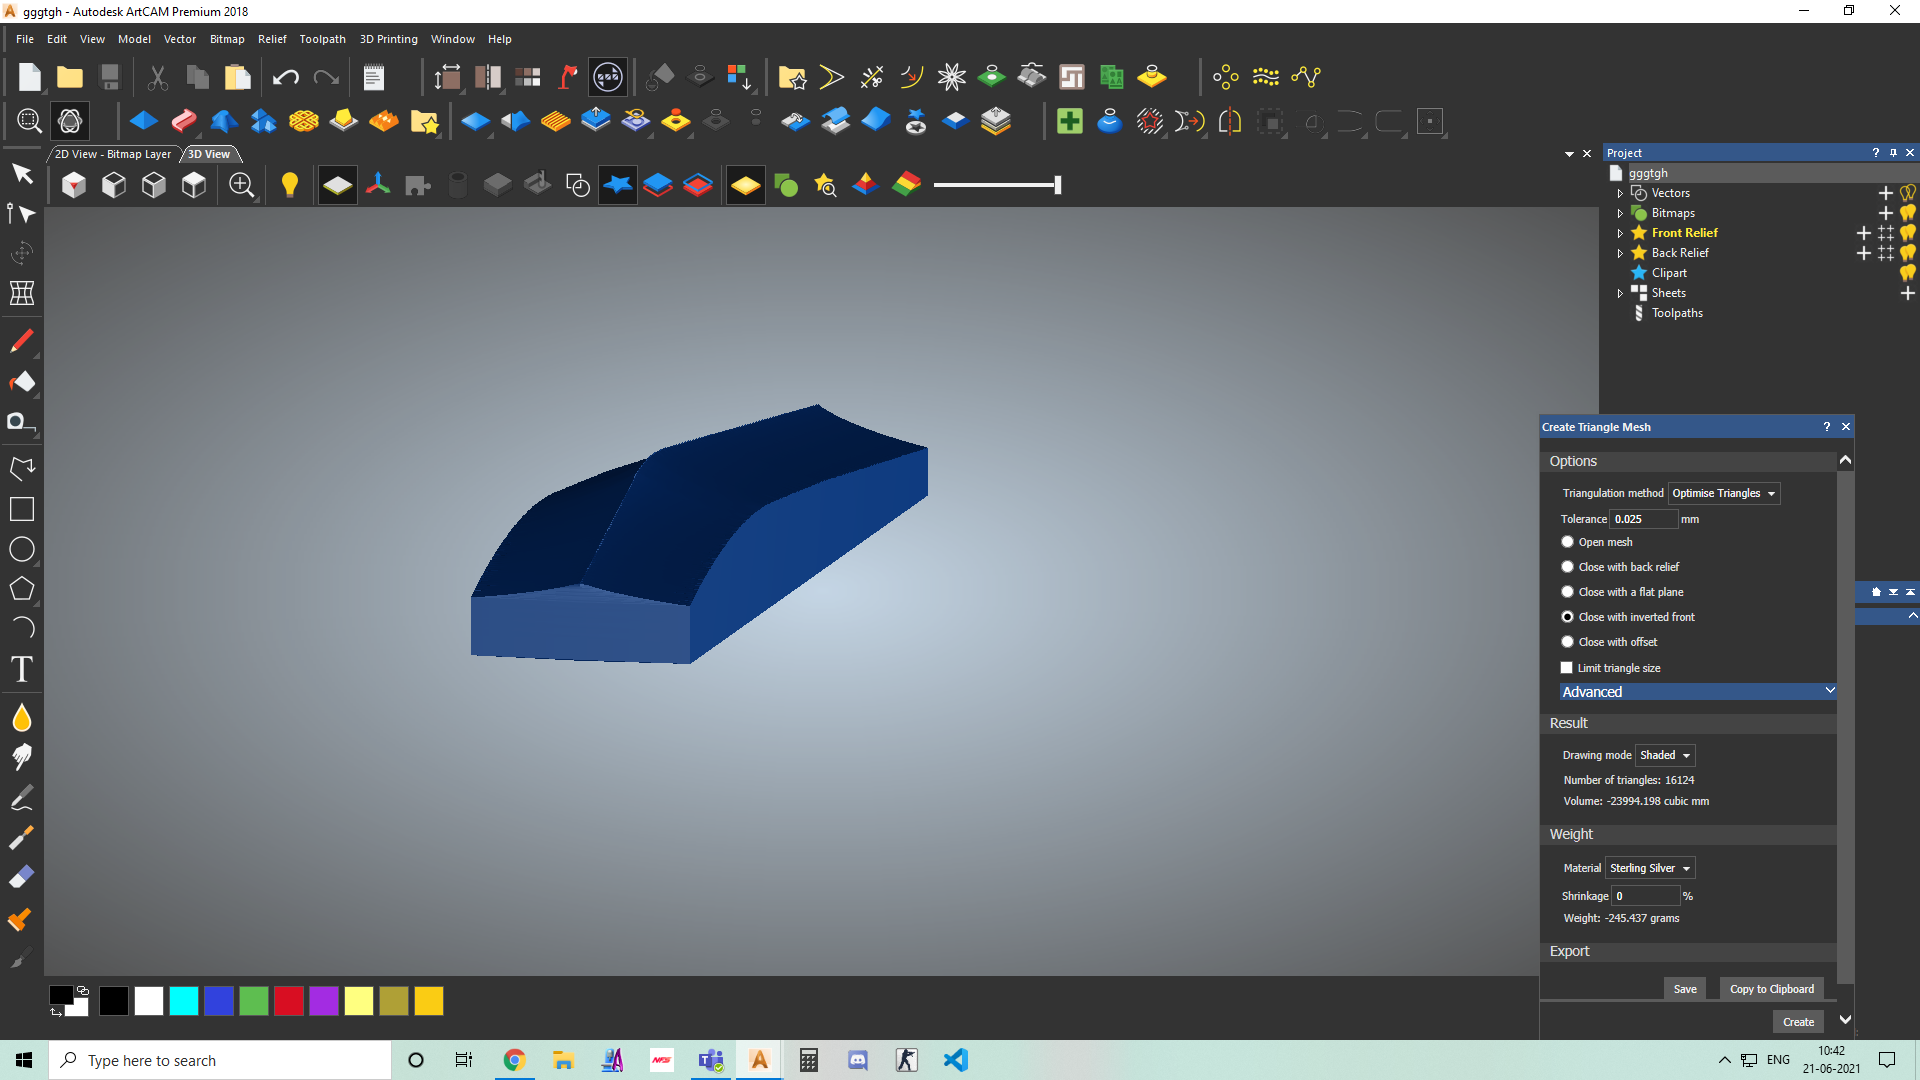 gggtgh - Autodesk ArtCAM Premium 2018
File Edit View Model Vector Bitmap Relief Toolpath 3D Printing Window Help
2D View - Bitmap Layer 3D View
Project
gggtgh
Vectors
Bitmaps
Front Relief
Back Relief
Clipart
Sheets
Toolpaths
Create Triangle Mesh
Options
Triangulation method Optimise Triangles
Tolerance 0.025 mm
Open mesh
Close with back relief
Close with a flat plane
Close with inverted front
Close with offset
Limit triangle size
Advanced
Result
Drawing mode Shaded
Number of triangles: 16124
Volume: -23994.198 cubic mm
Weight
Material Sterling Silver
Shrinkage 0 %
Weight: -245.437 grams
Export
Save Copy to Clipboard
Create
Type here to search
NFS
ENG
10:42
21-06-2021